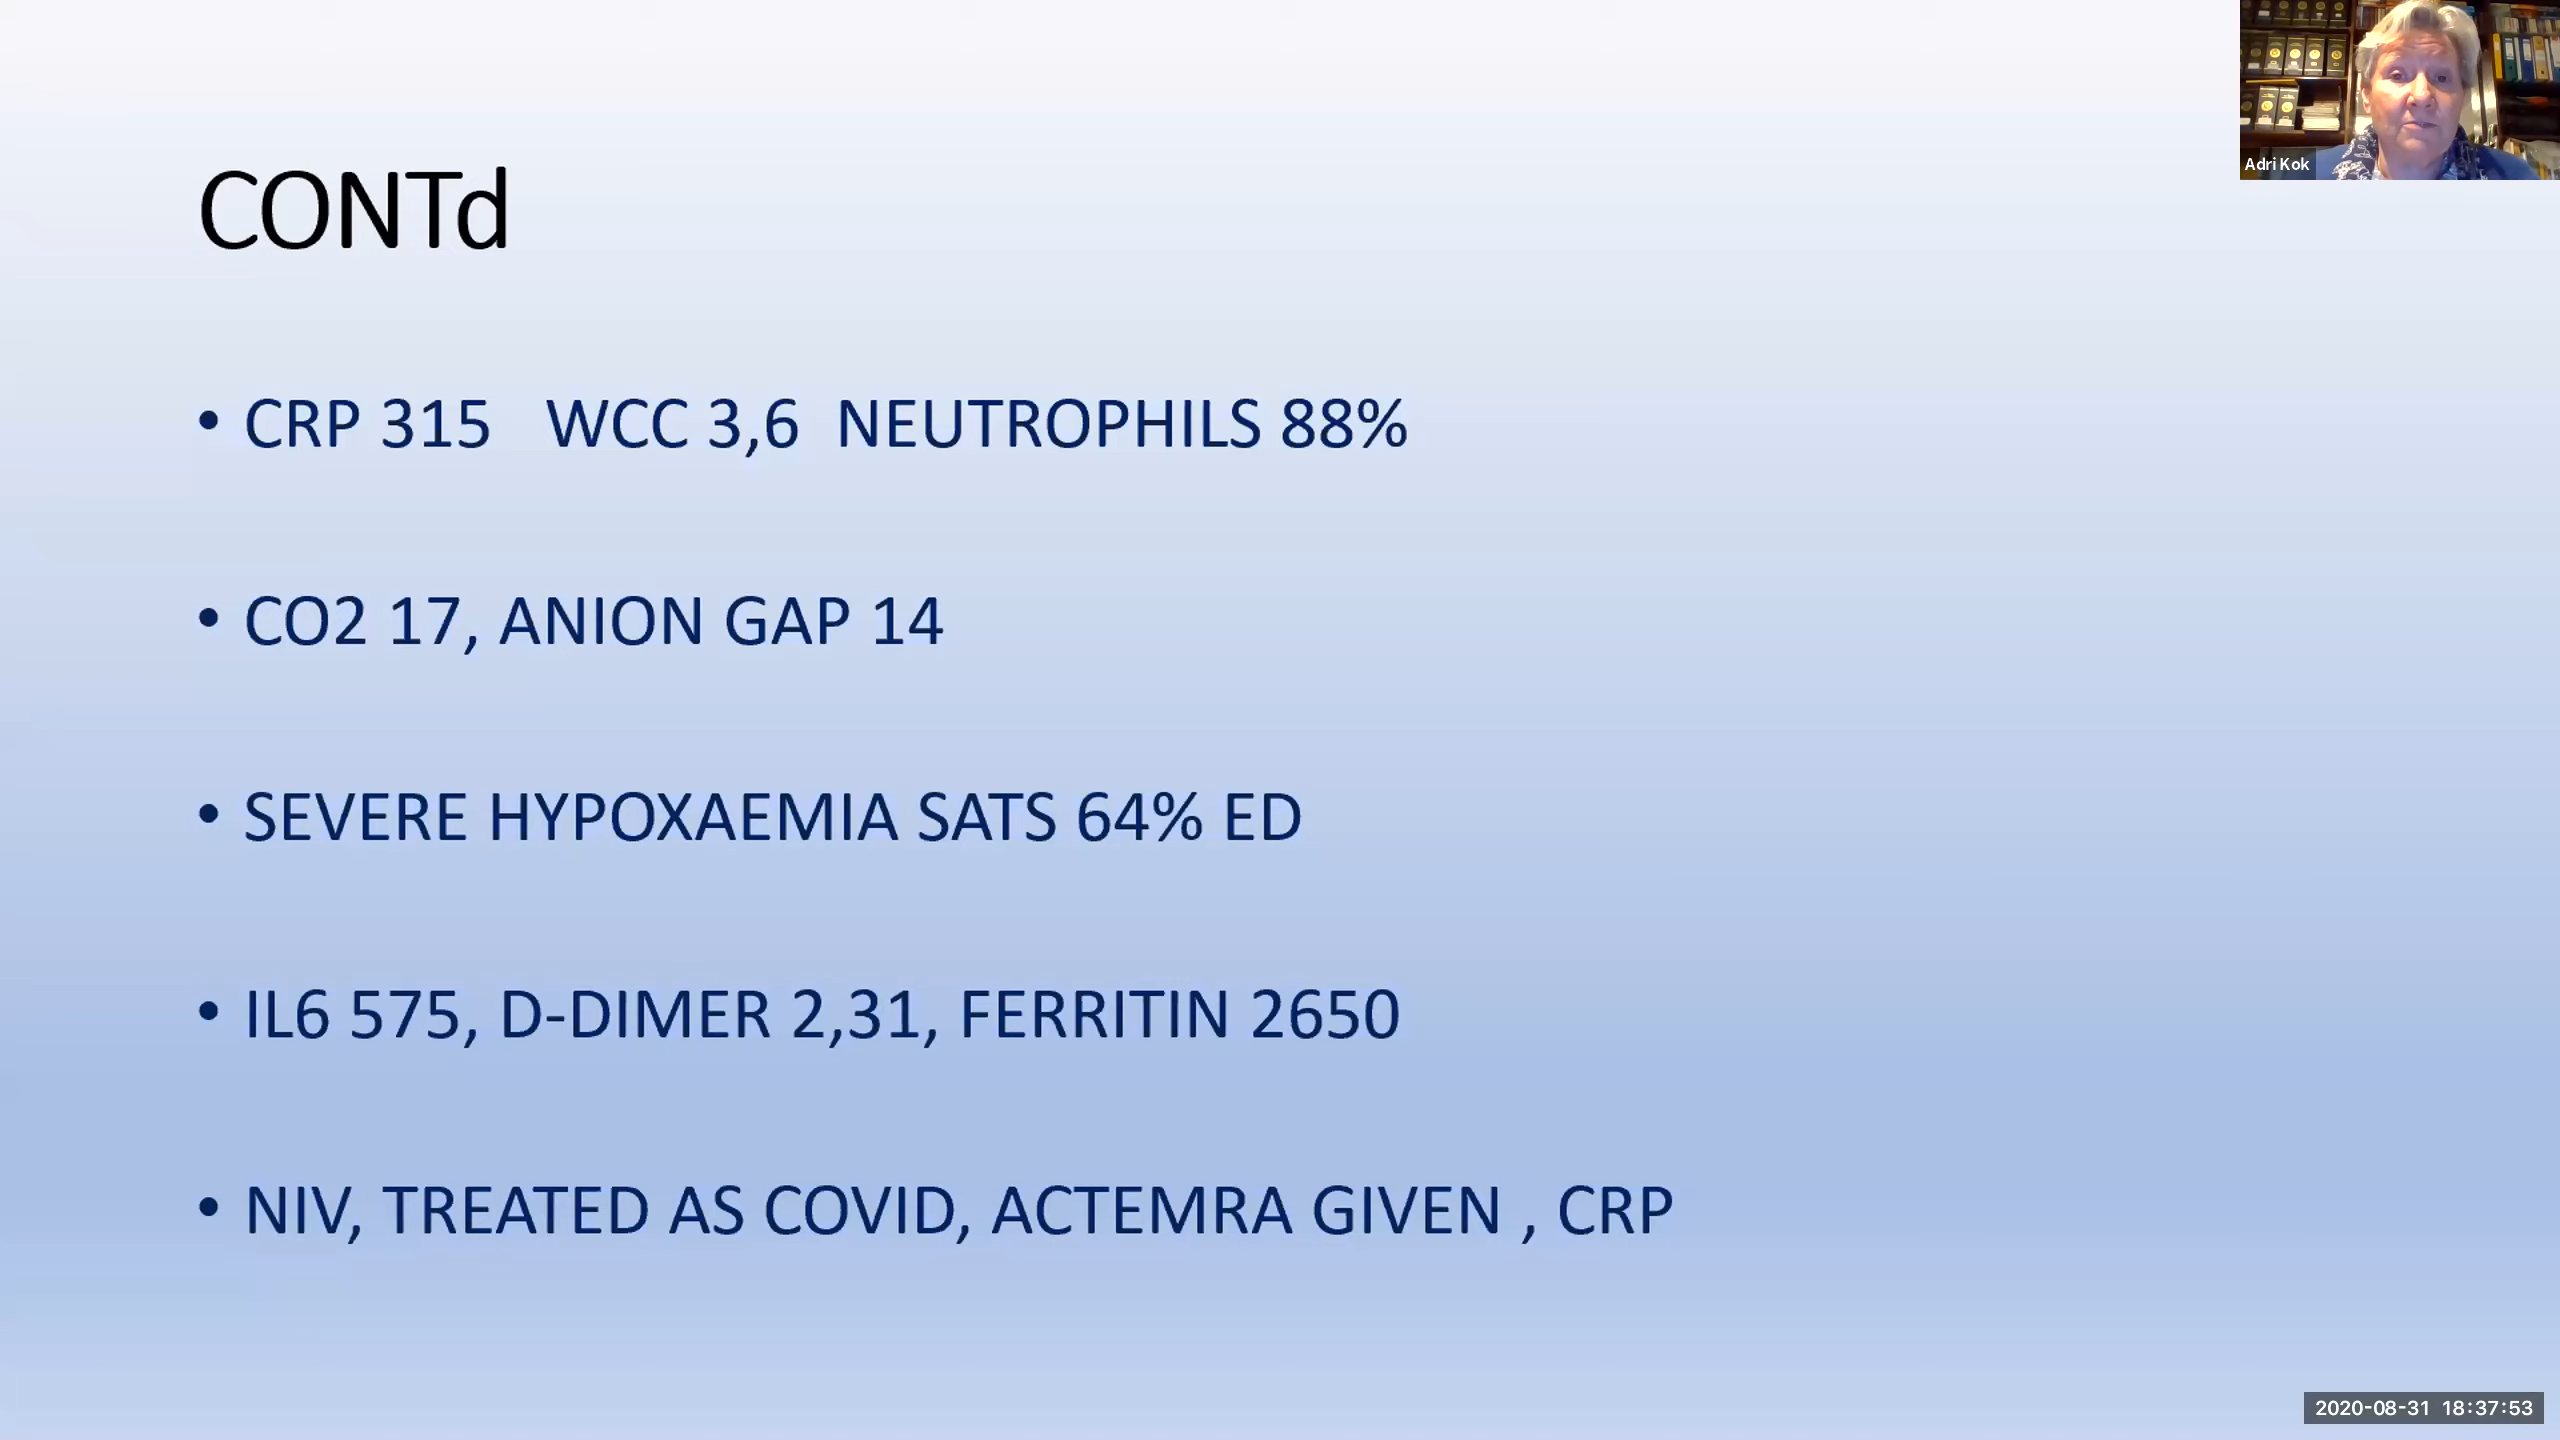 Adri Kok
CONTd
• CRP 315 WCC 3,6 NEUTROPHILS 88%
• CO2 17, ANION GAP 14
• SEVERE HYPOXAEMIA SATS 64% ED
• IL6 575, D-DIMER 2,31, FERRITIN 2650
• NIV, TREATED AS COVID, ACTEMRA GIVEN , CRP
2020-08-31 18:37:53